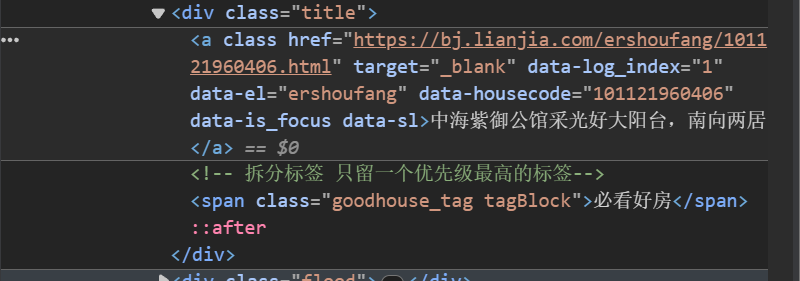 ▼<div class="title">
<a class href="https://bj.lianjia.com/ershoufang/1011
21960406.html" target="_blank" data-log_index="1"
data-el="ershoufang" data-housecode="101121960406"
data-is_focus data-sl>中海紫御公馆采光好大阳台，南向两居
</a> == $0
<!-- 拆分标签 只留一个优先级最高的标签-->
<span class="goodhouse_tag tagBlock">必看好房</span>
::after
</div>
▶<div class="flood">…</div>